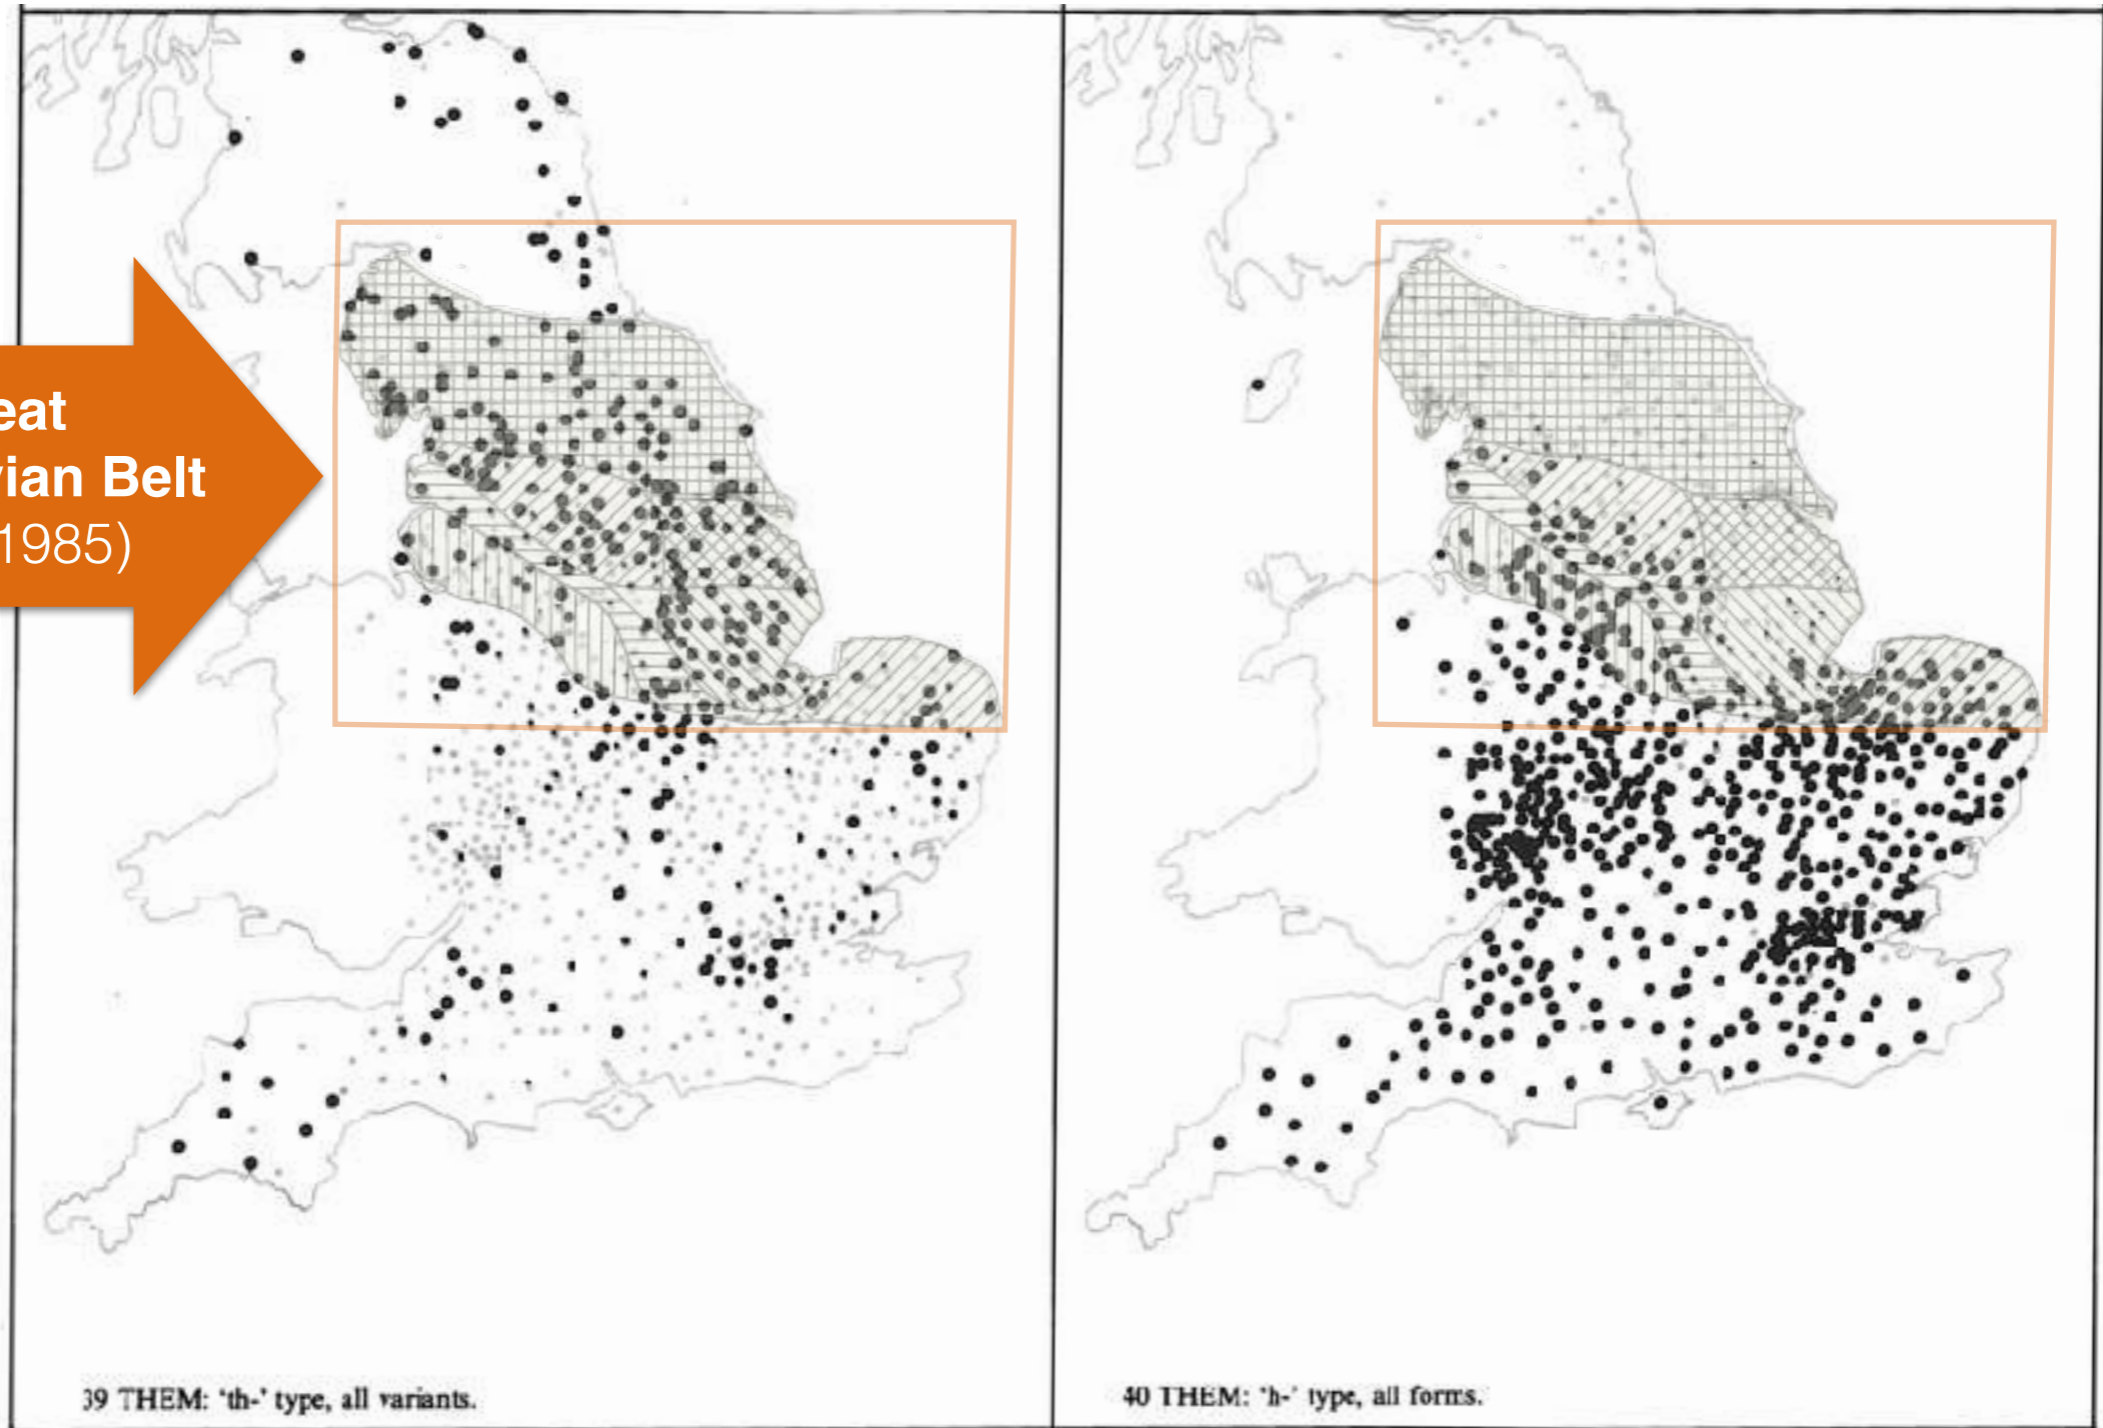 eat
vian Belt
1985)
39 THEM: ‘th-’ type, all variants.
40 THEM: ‘h-’ type, all forms.